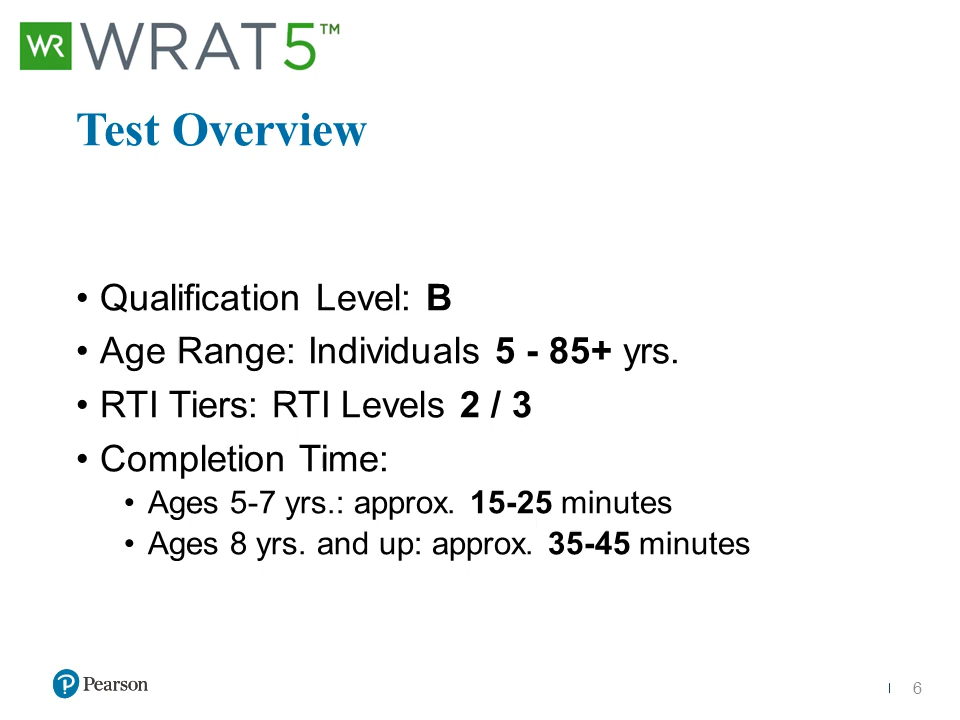 WR WRAT5™
Test Overview
• Qualification Level: B
• Age Range: Individuals 5 - 85+ yrs.
• RTI Tiers: RTI Levels 2 / 3
• Completion Time:
• Ages 5-7 yrs.: approx. 15-25 minutes
• Ages 8 yrs. and up: approx. 35-45 minutes
P Pearson
| 6